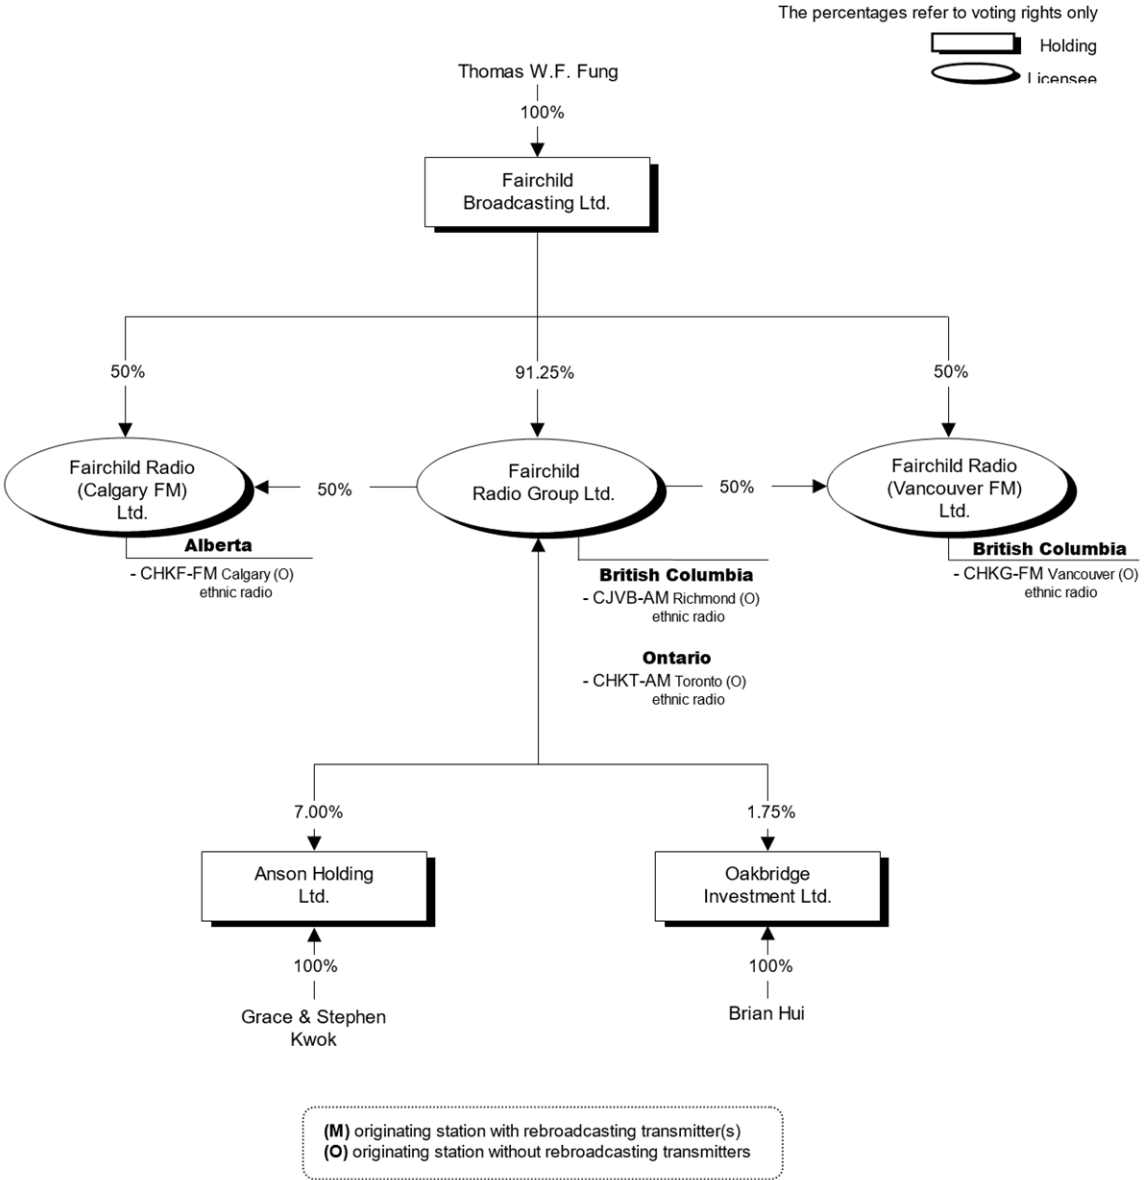 The percentages refer to voting rights only
Holding
Licensee
Thomas W.F. Fung
100%
Fairchild
Broadcasting Ltd.
50%
91.25%
50%
Fairchild Radio
(Calgary FM)
Ltd.
50%
Fairchild
Radio Group Ltd.
50%
Fairchild Radio
(Vancouver FM)
Ltd.
Alberta
- CHKF-FM Calgary (O)
ethnic radio
British Columbia
- CJVB-AM Richmond (O)
ethnic radio
Ontario
- CHKT-AM Toronto (O)
ethnic radio
British Columbia
- CHKG-FM Vancouver (O)
ethnic radio
7.00%
1.75%
Anson Holding
Ltd.
Oakbridge
Investment Ltd.
100%
100%
Grace & Stephen
Kwok
Brian Hui
(M) originating station with rebroadcasting transmitter(s)
(O) originating station without rebroadcasting transmitters